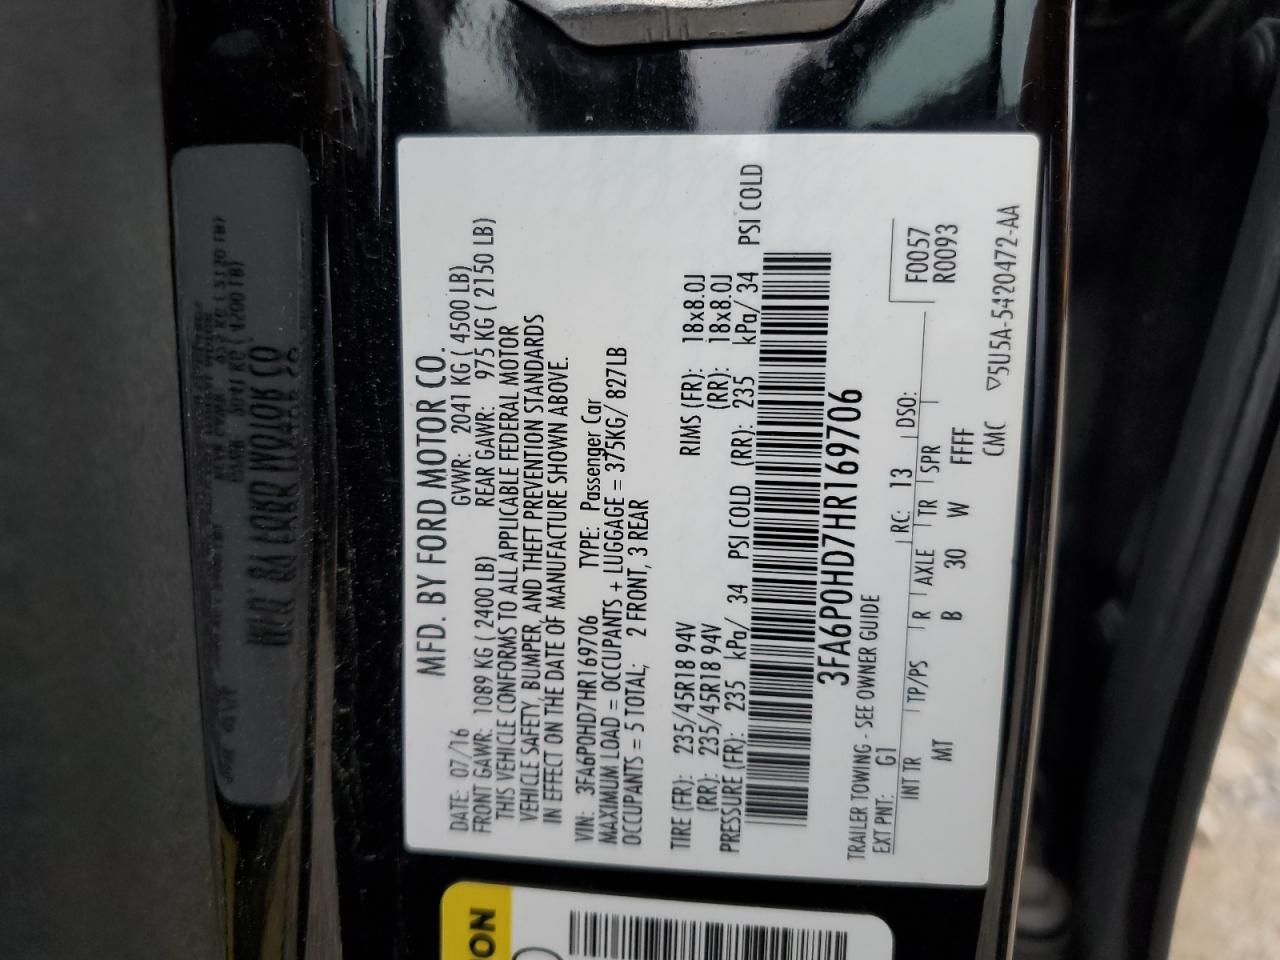 MFD. BY FORD MOTOR CO.
DATE: 07/16 GVWR: 2041 KG ( 4500 LB)
FRONT GAWR: 1089 KG ( 2400 LB) REAR GAWR: 975 KG ( 2150 LB)
THIS VEHICLE CONFORMS TO ALL APPLICABLE FEDERAL MOTOR
VEHICLE SAFETY, BUMPER, AND THEFT PREVENTION STANDARDS
IN EFFECT ON THE DATE OF MANUFACTURE SHOWN ABOVE.
VIN: 3FA6P0HD7HR169706 TYPE: Passenger Car
MAXIMUM LOAD = OCCUPANTS + LUGGAGE = 375KG/ 827LB
OCCUPANTS = 5 TOTAL; 2 FRONT, 3 REAR
TIRE (FR): 235/45R18 94V RIMS (FR): 18x8.0J
(RR): 235/45R18 94V (RR): 18x8.0J
PRESSURE (FR): 235 kPa/ 34 PSI COLD (RR): 235 kPa/ 34 PSI COLD
3FA6P0HD7HR169706
TRAILER TOWING - SEE OWNER GUIDE
EXT PNT: G1 RC: 13 DSO: F0057
INT TR TP/PS R AXLE TR SPR R0093
MT B 30 W FFFF
CMC ▽5U5A-5420472-AA
ON